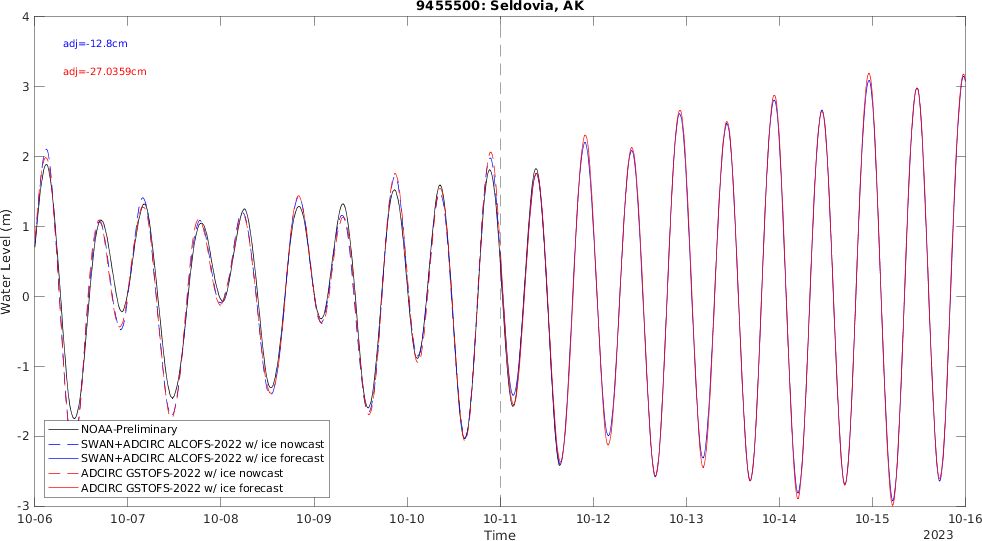 9455500: Seldovia, AK
adj=-12.8cm
adj=-27.0359cm
Water Level (m)
4
3
2
1
0
-1
-2
-3
NOAA-Preliminary
SWAN+ADCIRC ALCOFS-2022 w/ ice nowcast
SWAN+ADCIRC ALCOFS-2022 w/ ice forecast
ADCIRC GSTOFS-2022 w/ ice nowcast
ADCIRC GSTOFS-2022 w/ ice forecast
10-06 10-07 10-08 10-09 10-10 10-11 10-12 10-13 10-14 10-15 10-16
Time
2023